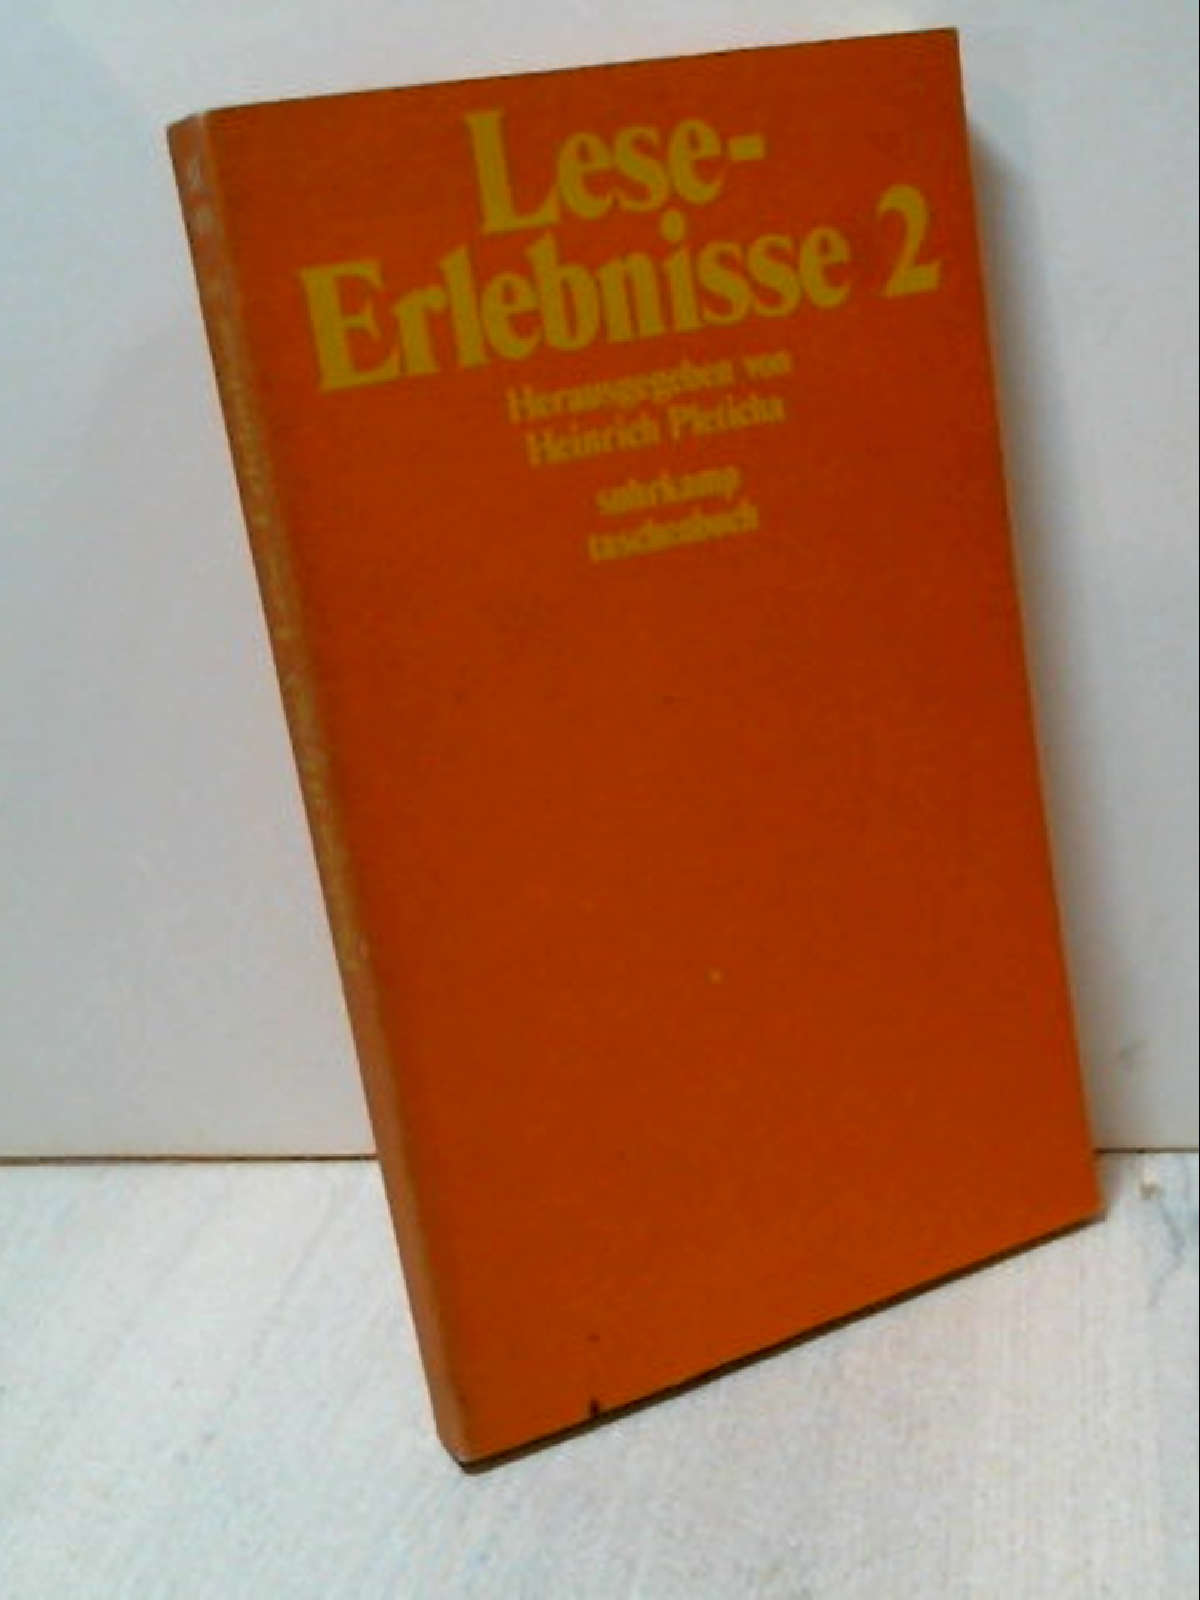 Lese-
Erlebnisse 2
Herausgegeben von
Heinrich Pleticha
suhrkamp
taschenbuch